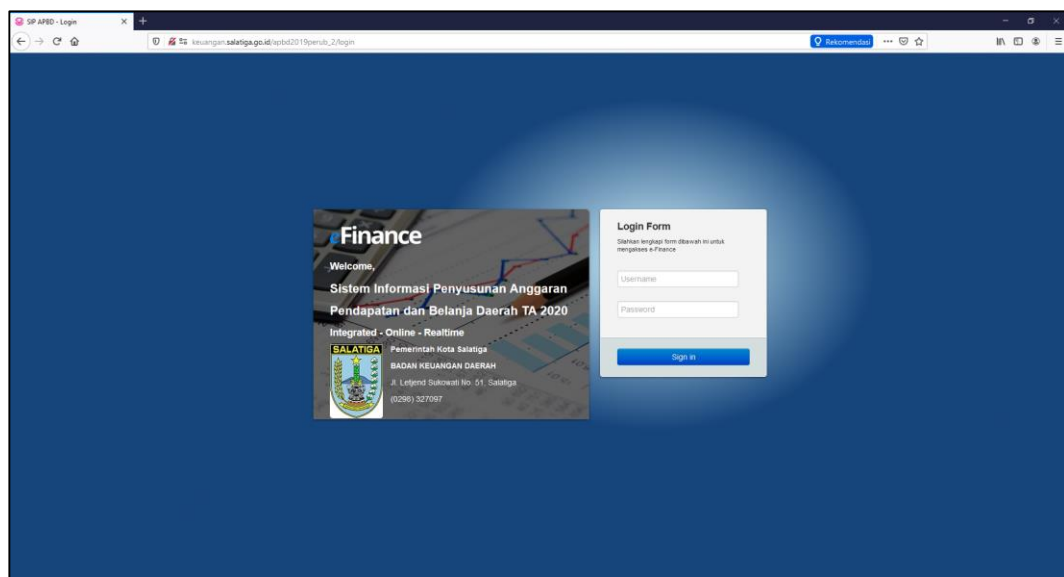 SIP APBD - Login
keuangan.salatiga.go.id/apbd2019perub_2/login
Rekomendasi
eFinance
Welcome,
Sistem Informasi Penyusunan Anggaran
Pendapatan dan Belanja Daerah TA 2020
Integrated - Online - Realtime
SALATIGA
Pemerintah Kota Salatiga
BADAN KEUANGAN DAERAH
Jl. Letjend Sukowati No. 51, Salatiga
(0298) 327097
Login Form
Silahkan lengkapi form dibawah ini untuk
mengakses e-Finance
Username
Password
Sign in